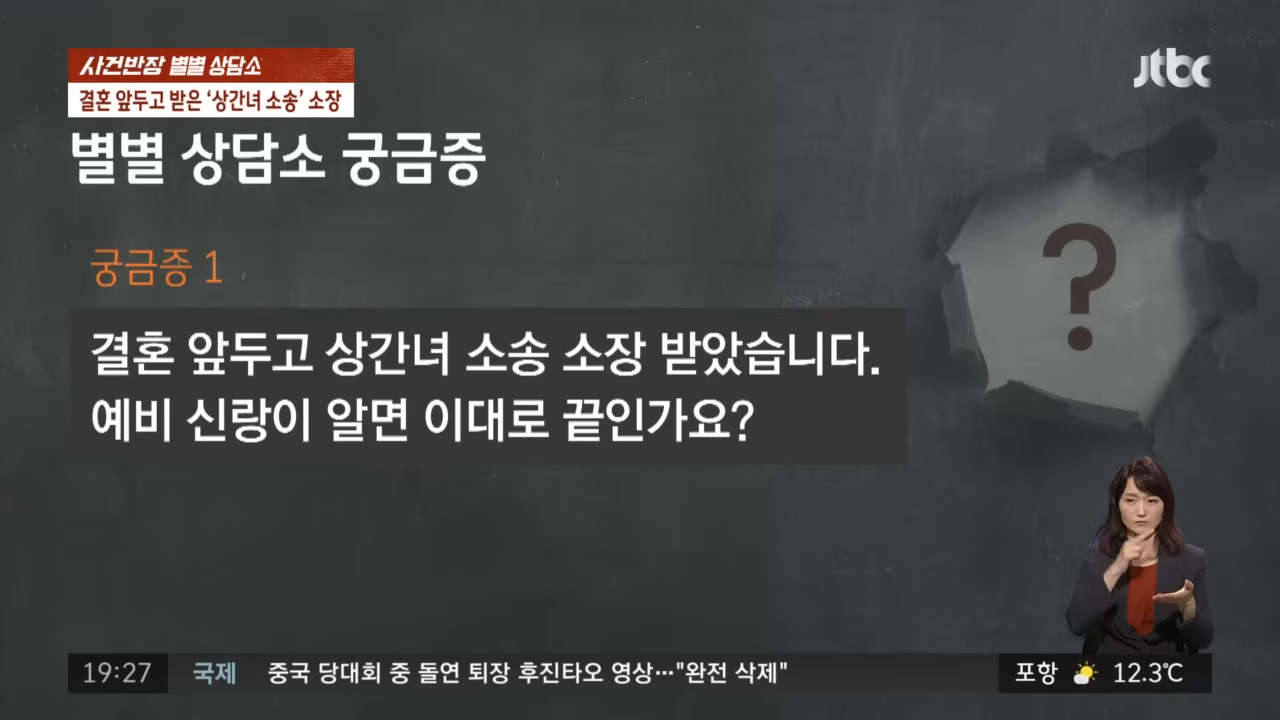 사건반장 별별 상담소
결혼 앞두고 받은 '상간녀 소송' 소장
jtbc
별별 상담소 궁금증
궁금증 1
?
결혼 앞두고 상간녀 소송 소장 받았습니다.
예비 신랑이 알면 이대로 끝인가요?
19:27 국제 중국 당대회 중 돌연 퇴장 후진타오 영상…"완전 삭제" 포항 12.3℃